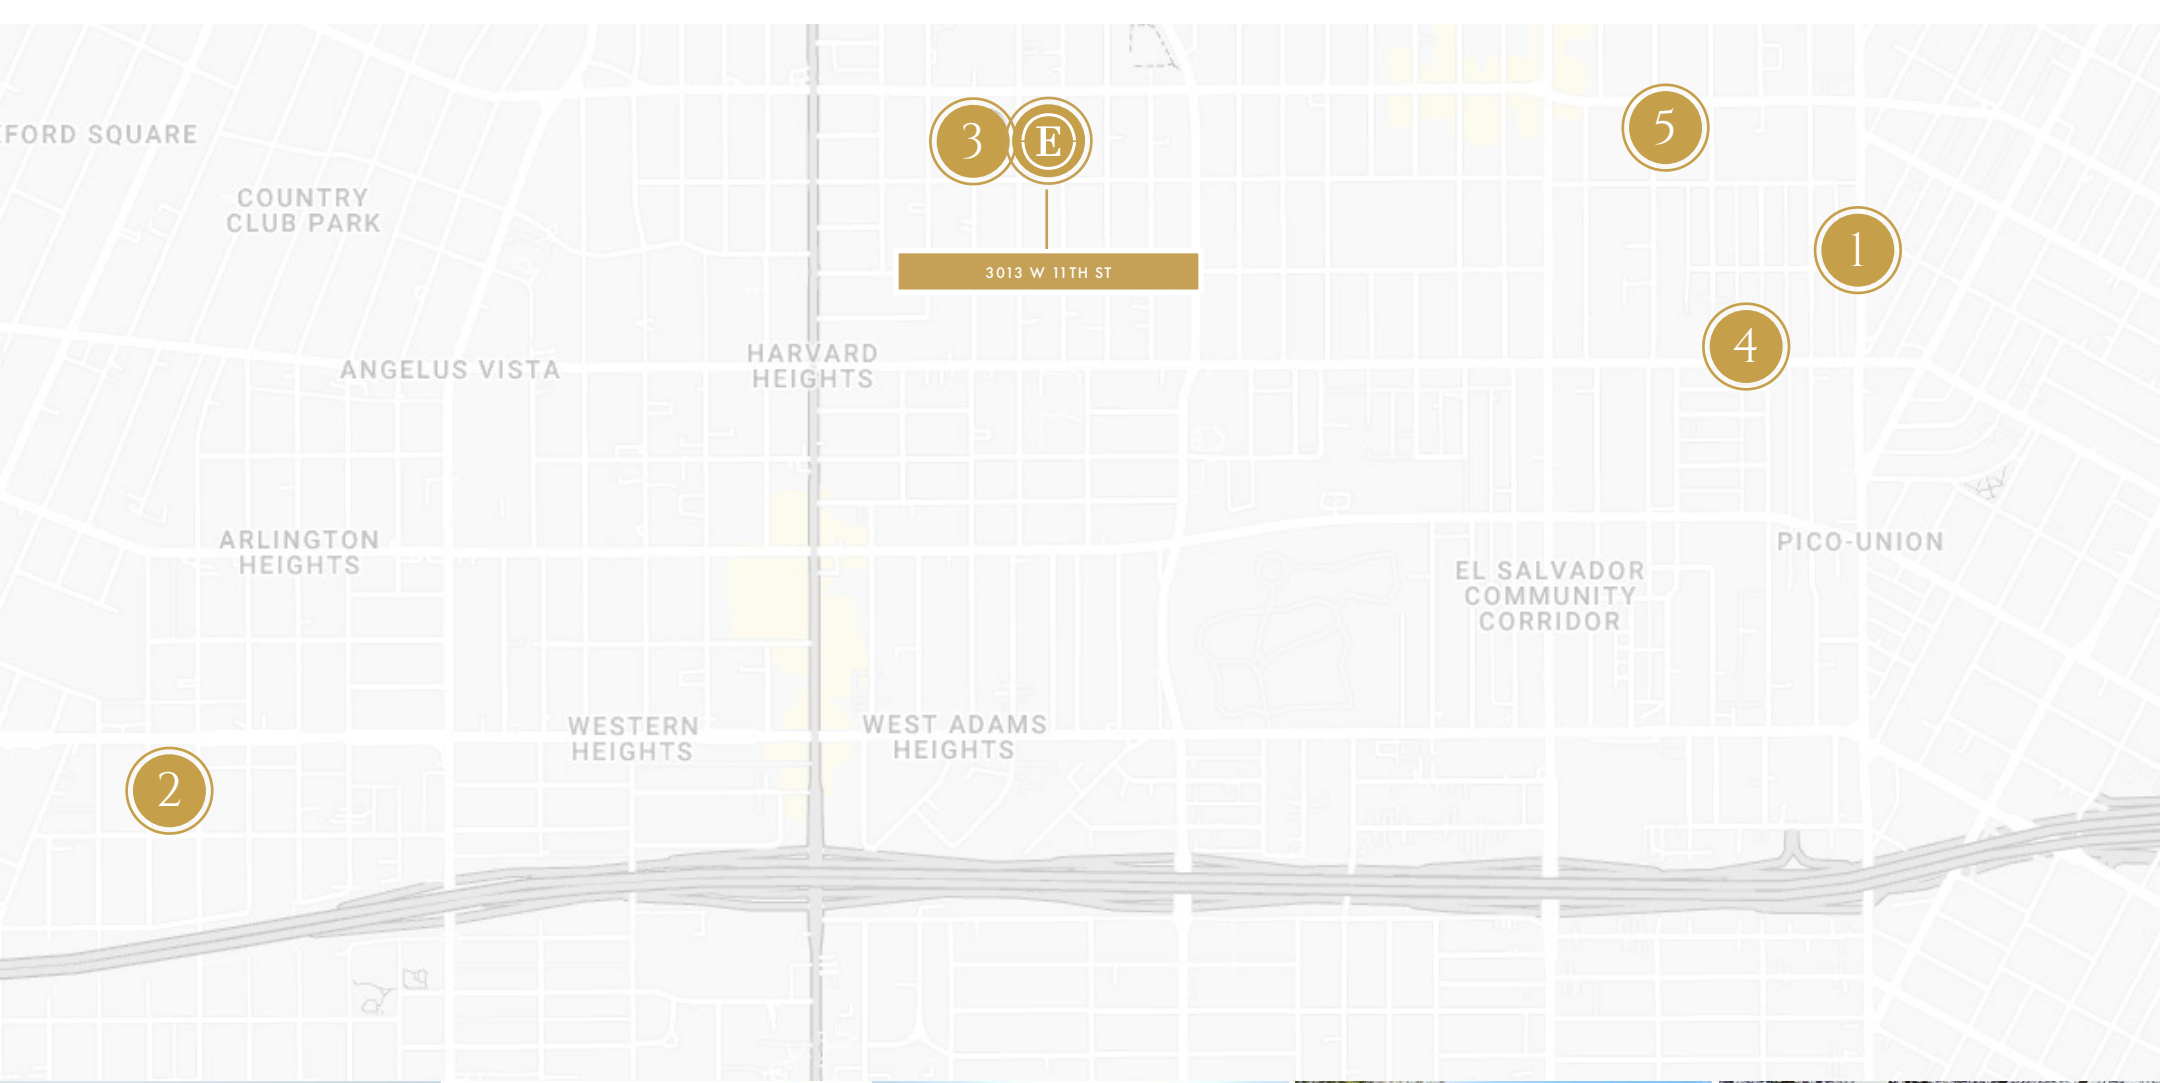 5
3 E
FORD SQUARE
COUNTRY
CLUB PARK
1
3013 W 11TH ST
4
HARVARD
HEIGHTS
ANGELUS VISTA
ARLINGTON
HEIGHTS
PICO-UNION
EL SALVADOR
COMMUNITY
CORRIDOR
WESTERN
HEIGHTS
WEST ADAMS
HEIGHTS
2